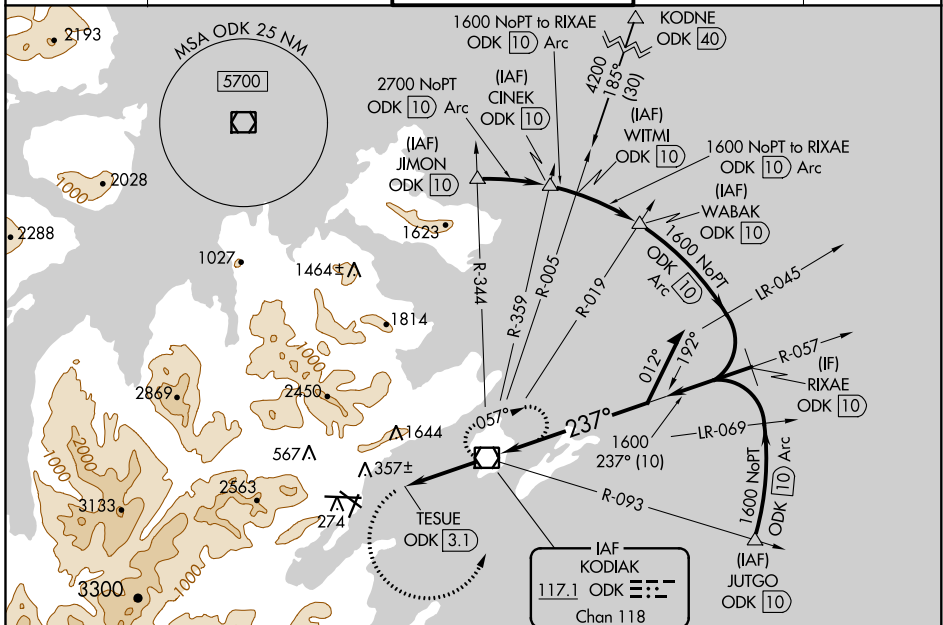 2193
MSA ODK 25 NM
5700
1600 NoPT to RIXAE
ODK 10 Arc
KODNE
ODK 40
4200
185°
(30)
2700 NoPT
ODK 10 Arc
(IAF)
CINEK
ODK 10
(IAF)
WITMI
ODK 10
1600 NoPT to RIXAE
ODK 10 Arc
(IAF)
JIMON
ODK 10
(IAF)
WABAK
ODK 10
1000
2028
2288
1623
1027
1464±
1814
1600 NoPT
ODK 10
Arc
LR-045
R-344
R-359
R-005
R-019
012°
192°
R-057
(IF)
RIXAE
ODK 10
1000
2869
2450
057°
237°
1600
237° (10)
LR-069
1644
567
357±
2000
1000
2563
3133
274
TESUE
ODK 3.1
R-093
1600 NoPT
ODK 10 Arc
(IAF)
JUTGO
ODK 10
3300
1000
IAF
KODIAK
117.1 ODK
Chan 118